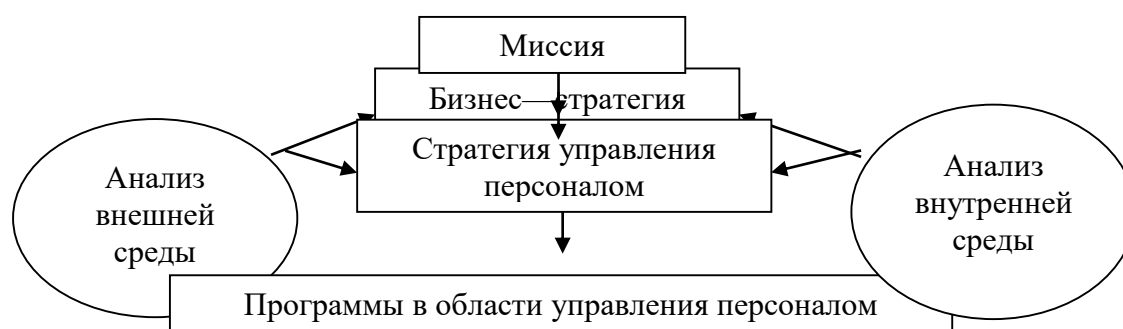 Миссия
Бизнес—стратегия
Стратегия управления
персоналом
Анализ
внешней
среды
Анализ
внутренней
среды
Программы в области управления персоналом